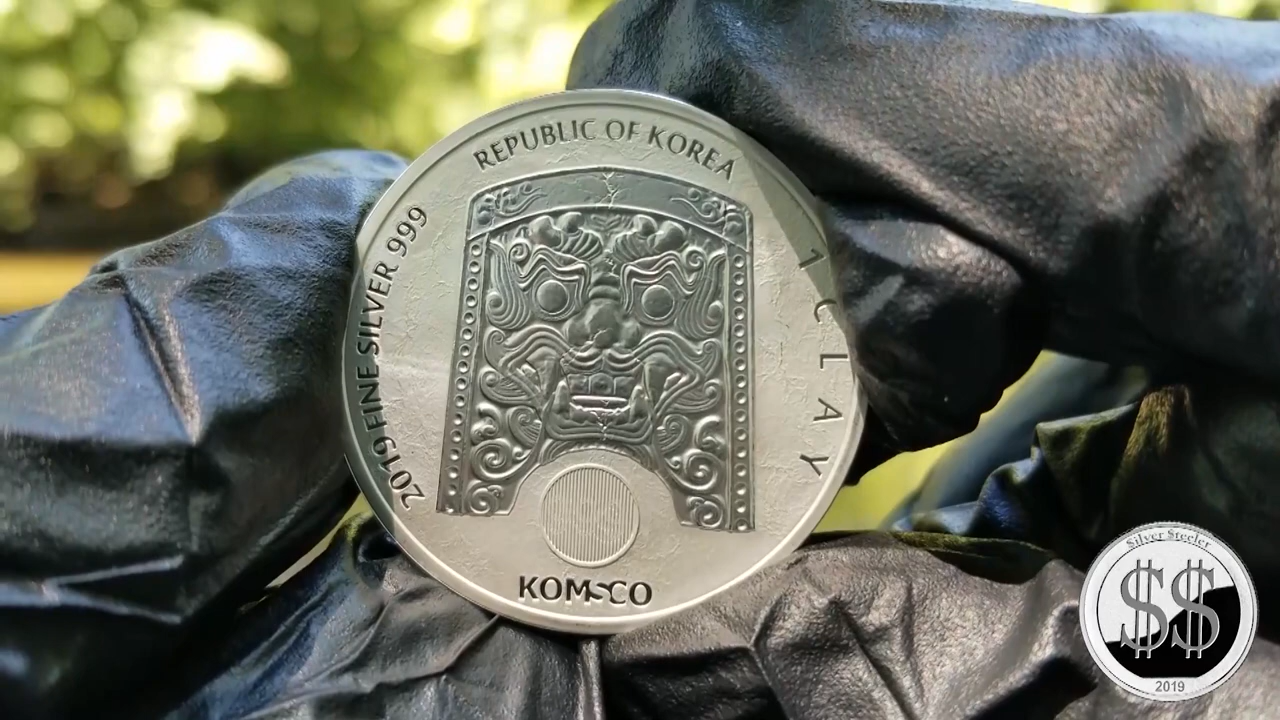 REPUBLIC OF KOREA
2019 FINE SILVER 999
1 CLAY
KOMSCO
Silver Steeler
$$
2019